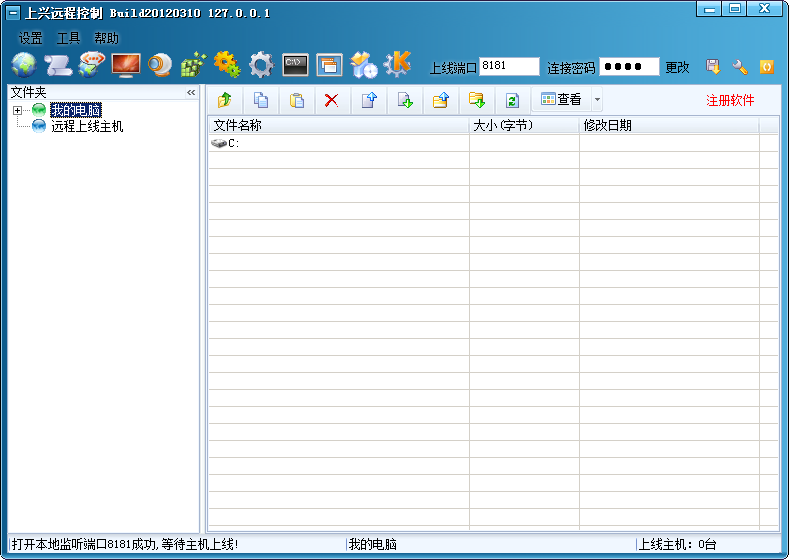 上兴远程控制 Build20120310 127.0.0.1
设置 工具 帮助
上线端口 8181 连接密码 ●●●● 更改
文件夹
查看 注册软件
我的电脑
远程上线主机
文件名称 大小(字节) 修改日期
C:
打开本地监听端口8181成功,等待主机上线! 我的电脑 上线主机：0台